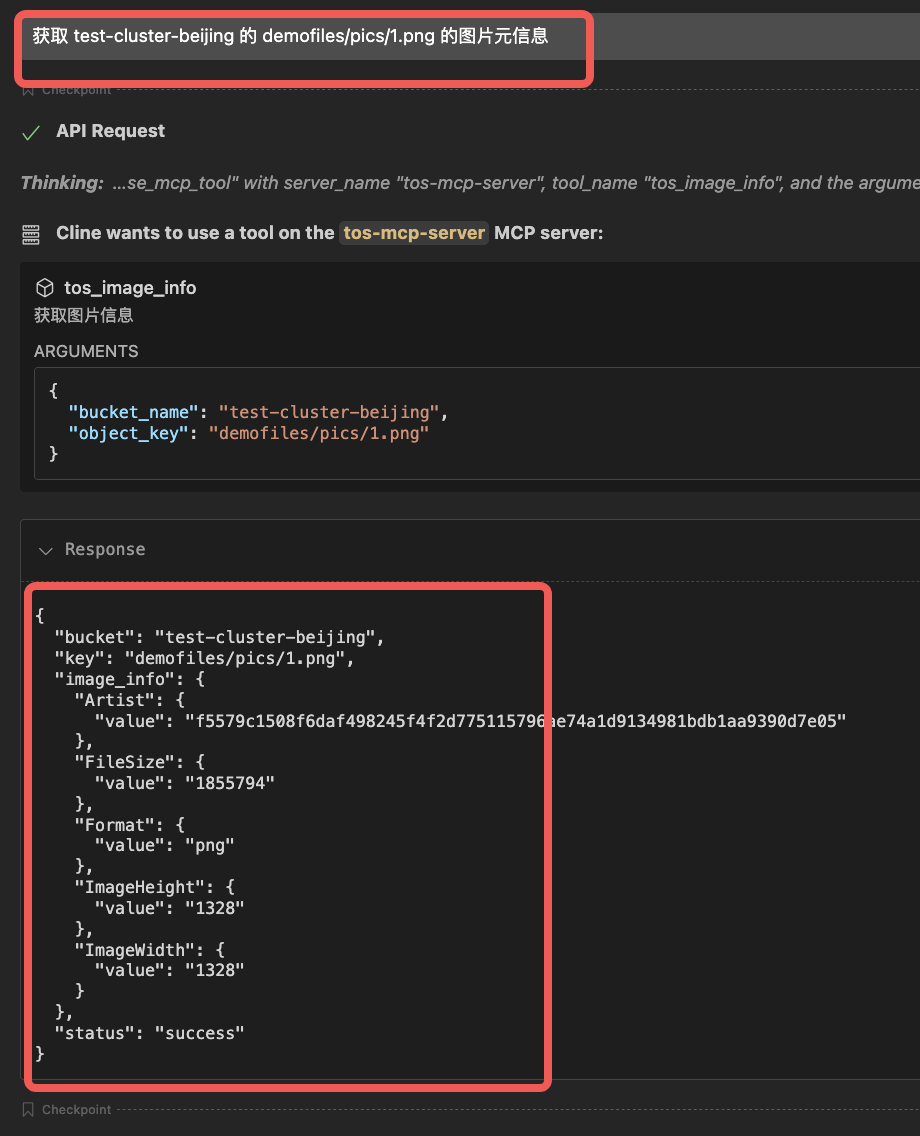 获取 test-cluster-beijing 的 demofiles/pics/1.png 的图片元信息
Checkpoint
API Request
Thinking: ...se_mcp_tool" with server_name "tos-mcp-server", tool_name "tos_image_info", and the argume
Cline wants to use a tool on the tos-mcp-server MCP server:
tos_image_info
获取图片信息
ARGUMENTS
{
  "bucket_name": "test-cluster-beijing",
  "object_key": "demofiles/pics/1.png"
}
Response
{
  "bucket": "test-cluster-beijing",
  "key": "demofiles/pics/1.png",
  "image_info": {
    "Artist": {
      "value": "f5579c1508f6daf498245f4f2d775115796ae74a1d9134981bdb1aa9390d7e05"
    },
    "FileSize": {
      "value": "1855794"
    },
    "Format": {
      "value": "png"
    },
    "ImageHeight": {
      "value": "1328"
    },
    "ImageWidth": {
      "value": "1328"
    }
  },
  "status": "success"
}
Checkpoint